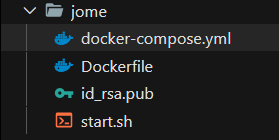 jome
docker-compose.yml
Dockerfile
id_rsa.pub
start.sh